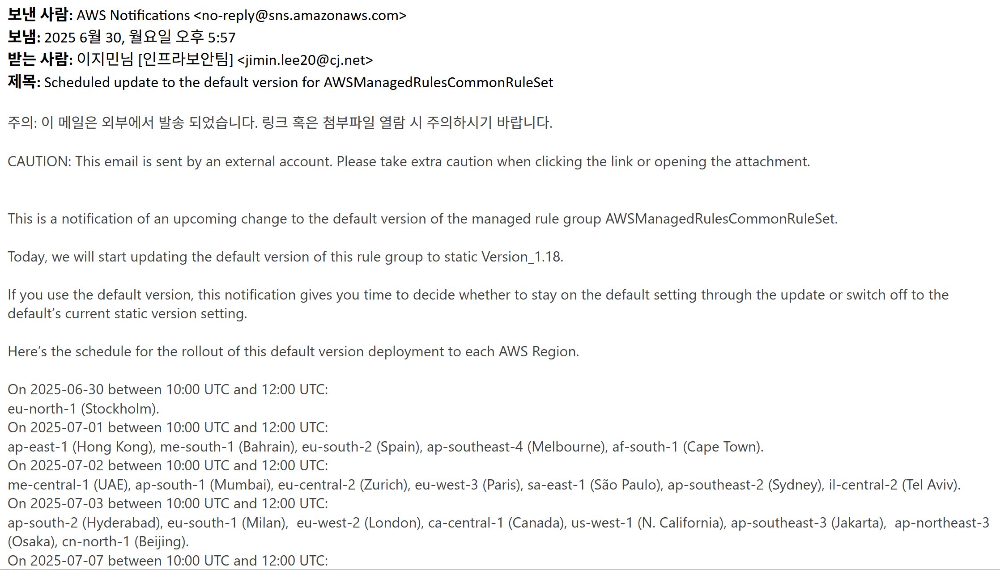 보낸 사람: AWS Notifications <no-reply@sns.amazonaws.com>
보냄: 2025 6월 30, 월요일 오후 5:57
받는 사람: 이지민님 [인프라보안팀] <jimin.lee20@cj.net>
제목: Scheduled update to the default version for AWSManagedRulesCommonRuleSet
주의: 이 메일은 외부에서 발송 되었습니다. 링크 혹은 첨부파일 열람 시 주의하시기 바랍니다.
CAUTION: This email is sent by an external account. Please take extra caution when clicking the link or opening the attachment.
This is a notification of an upcoming change to the default version of the managed rule group AWSManagedRulesCommonRuleSet.
Today, we will start updating the default version of this rule group to static Version_1.18.
If you use the default version, this notification gives you time to decide whether to stay on the default setting through the update or switch off to the
default’s current static version setting.
Here’s the schedule for the rollout of this default version deployment to each AWS Region.
On 2025-06-30 between 10:00 UTC and 12:00 UTC:
eu-north-1 (Stockholm).
On 2025-07-01 between 10:00 UTC and 12:00 UTC:
ap-east-1 (Hong Kong), me-south-1 (Bahrain), eu-south-2 (Spain), ap-southeast-4 (Melbourne), af-south-1 (Cape Town).
On 2025-07-02 between 10:00 UTC and 12:00 UTC:
me-central-1 (UAE), ap-south-1 (Mumbai), eu-central-2 (Zurich), eu-west-3 (Paris), sa-east-1 (São Paulo), ap-southeast-2 (Sydney), il-central-2 (Tel Aviv).
On 2025-07-03 between 10:00 UTC and 12:00 UTC:
ap-south-2 (Hyderabad), eu-south-1 (Milan),  eu-west-2 (London), ca-central-1 (Canada), us-west-1 (N. California), ap-southeast-3 (Jakarta),  ap-northeast-3
(Osaka), cn-north-1 (Beijing).
On 2025-07-07 between 10:00 UTC and 12:00 UTC: